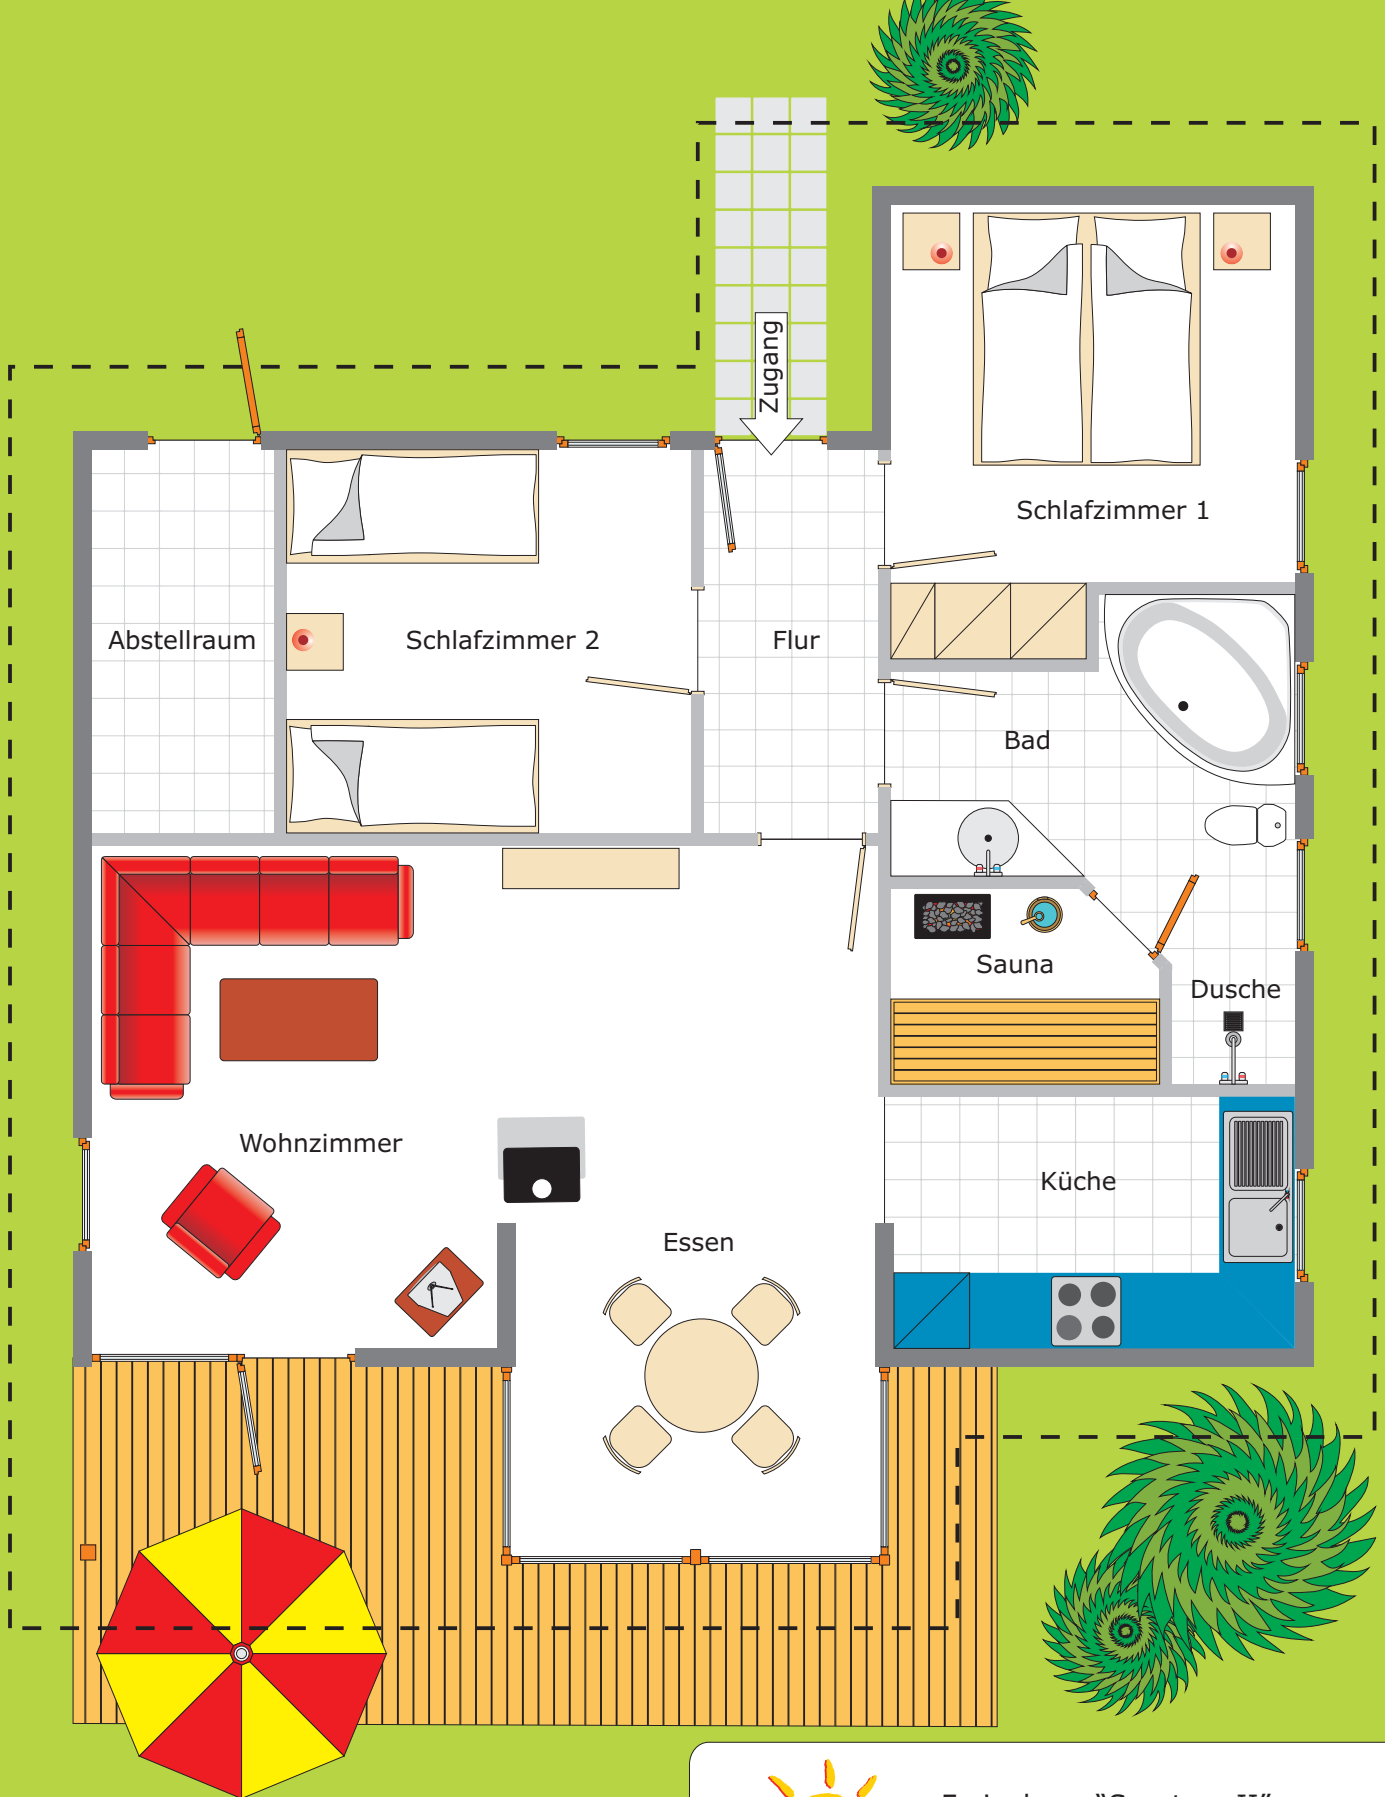 Zugang
Schlafzimmer 1
Abstellraum
Schlafzimmer 2
Flur
Bad
Sauna
Dusche
Wohnzimmer
Küche
Essen